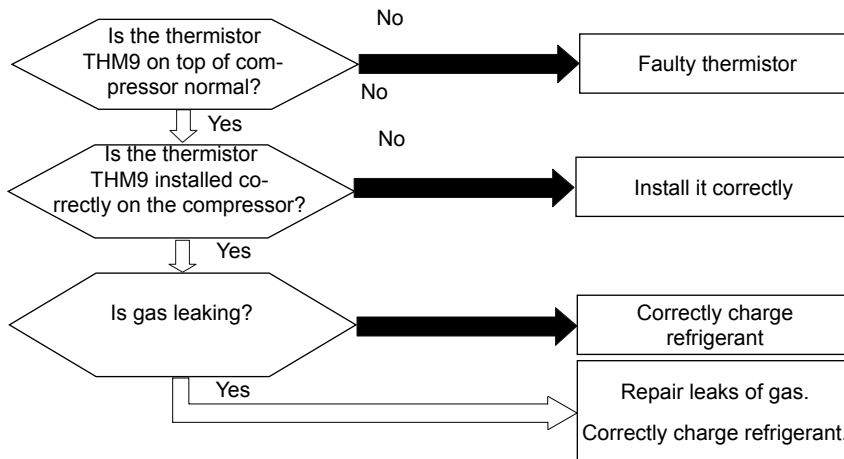 No
Is the thermistor
THM9 on top of com-
pressor normal?
Faulty thermistor
No
Yes
No
Is the thermistor
THM9 installed co-
rrectly on the compressor?
Install it correctly
Yes
Is gas leaking?
Correctly charge
refrigerant
Yes
Repair leaks of gas.
Correctly charge refrigerant.